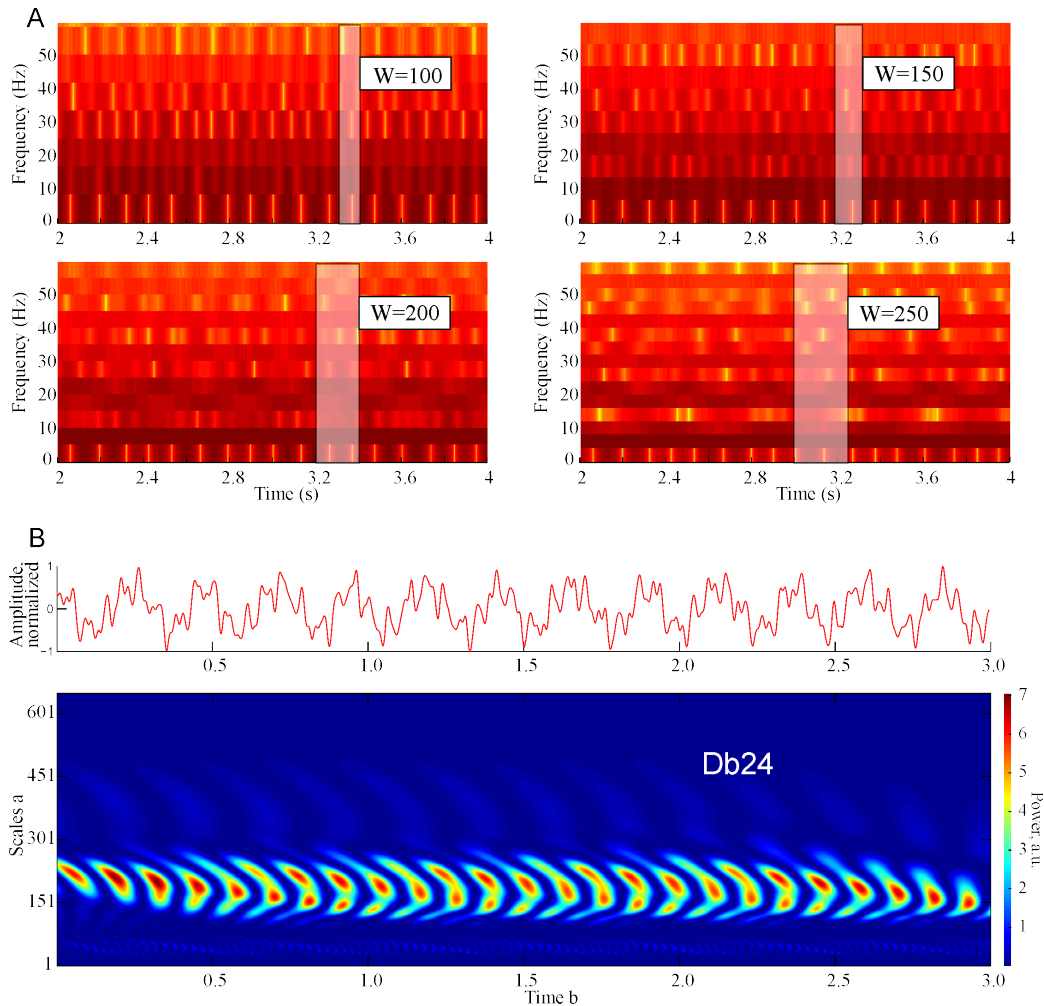 A
Frequency (Hz)
50
40
30
20
10
0
W=100
2 2.4 2.8 3.2 3.6 4
Frequency (Hz)
50
40
30
20
10
0
W=150
2 2.4 2.8 3.2 3.6 4
Frequency (Hz)
50
40
30
20
10
0
W=200
2 2.4 2.8 3.2 3.6 4
Time (s)
Frequency (Hz)
50
40
30
20
10
0
W=250
2 2.4 2.8 3.2 3.6 4
Time (s)
B
Amplitude,
normalized
1
0
−1
0.5 1.0 1.5 2.0 2.5 3.0
Scales a
601
451
301
151
1
Db24
0.5 1.0 1.5 2.0 2.5 3.0
Time b
7
6
5
4
3
2
1
Power, a.u.